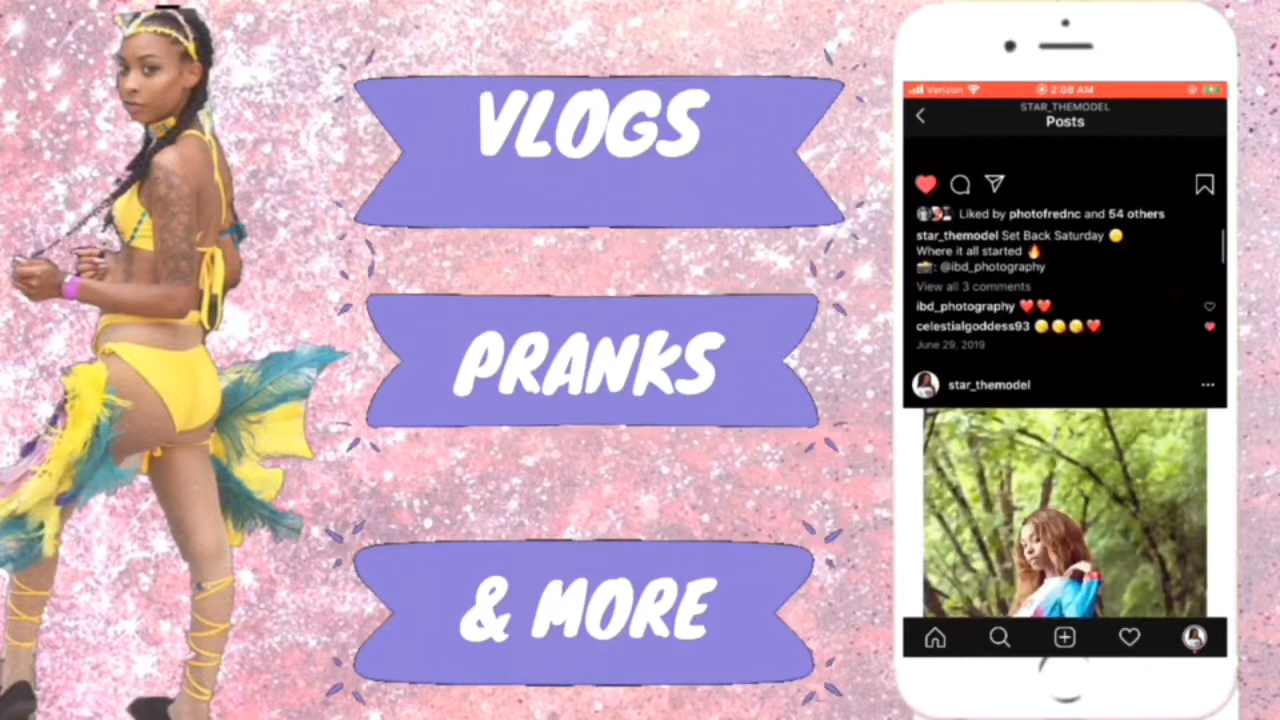 VLOGS
PRANKS
& MORE
Verizon 2:08 AM
STAR_THEMODEL
Posts
Liked by photofrednc and 54 others
star_themodel Set Back Saturday 😊
Where it all started 🔥
📸: @ibd_photography
View all 3 comments
ibd_photography ❤️❤️
celestialgoddess93 😍😍😍❤️
June 29, 2019
star_themodel